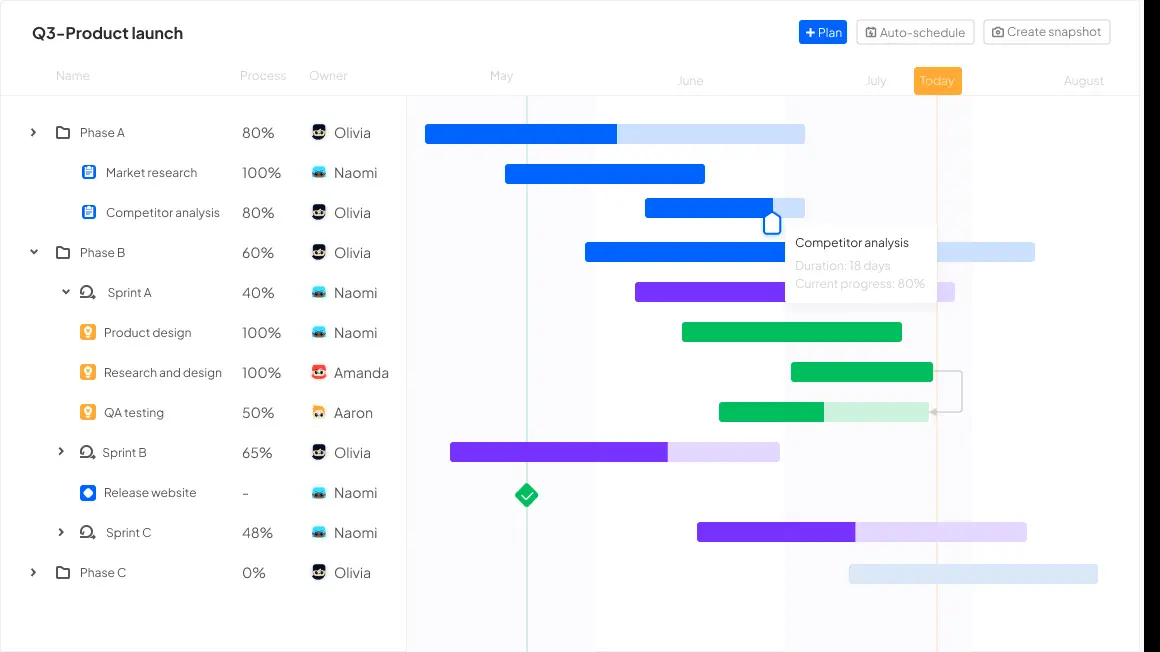 Q3-Product launch
+ Plan
Auto-schedule
Create snapshot
Name Process Owner May June July Today August
Phase A 80% Olivia
Market research 100% Naomi
Competitor analysis 80% Olivia
Phase B 60% Olivia
Competitor analysis
Duration: 18 days
Current progress: 80%
Sprint A 40% Naomi
Product design 100% Naomi
Research and design 100% Amanda
QA testing 50% Aaron
Sprint B 65% Olivia
Release website - Naomi
Sprint C 48% Naomi
Phase C 0% Olivia